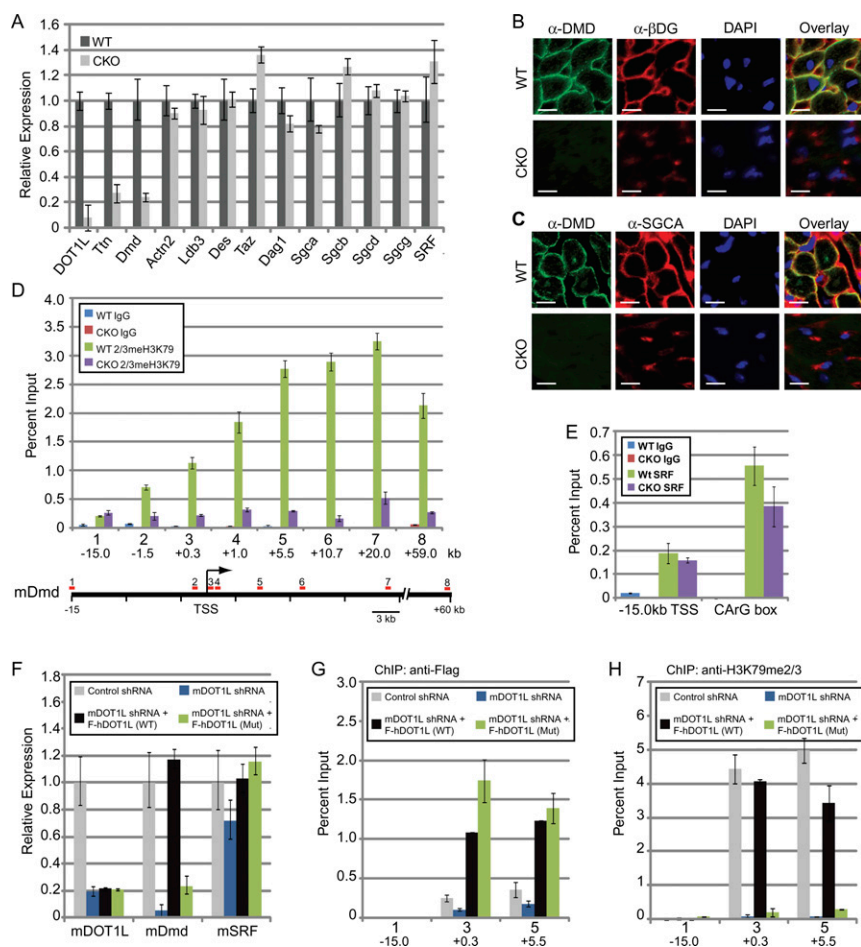 A
Relative Expression
1.6
1.4
1.2
1.0
0.8
0.6
0.4
0.2
0
WT
CKO
DOT1L
Ttn
Dmd
Actn2
Ldb3
Des
Taz
Dag1
Sgca
Sgcb
Sgcd
Sgcg
SRF
B
α-DMD α-βDG DAPI Overlay
WT
CKO
C
α-DMD α-SGCA DAPI Overlay
WT
CKO
D
Percent Input
4.0
3.5
3.0
2.5
2.0
1.5
1.0
0.5
0
WT IgG
CKO IgG
WT 2/3meH3K79
CKO 2/3meH3K79
1 2 3 4 5 6 7 8
-15.0 -1.5 +0.3 +1.0 +5.5 +10.7 +20.0 +59.0 kb
1 2 3 4 5 6 7 8
mDmd
-15 TSS 3 kb +60 kb
E
Percent Input
0.7
0.6
0.5
0.4
0.3
0.2
0.1
0
WT IgG
CKO IgG
Wt SRF
CKO SRF
-15.0kb TSS CArG box
F
Relative Expression
1.8
1.6
1.4
1.2
1.0
0.8
0.6
0.4
0.2
0
Control shRNA mDOT1L shRNA
mDOT1L shRNA + mDOT1L shRNA +
F-hDOT1L (WT) F-hDOT1L (Mut)
mDOT1L mDmd mSRF
G ChIP: anti-Flag
Percent Input
3.0
2.5
2.0
1.5
1.0
0.5
0
Control shRNA mDOT1L shRNA
mDOT1L shRNA + mDOT1L shRNA +
F-hDOT1L (WT) F-hDOT1L (Mut)
1 3 5
-15.0 +0.3 +5.5
H ChIP: anti-H3K79me2/3
Percent Input
7
6
5
4
3
2
1
0
Control shRNA mDOT1L shRNA
mDOT1L shRNA + mDOT1L shRNA +
F-hDOT1L (WT) F-hDOT1L (Mut)
1 3 5
-15.0 +0.3 +5.5